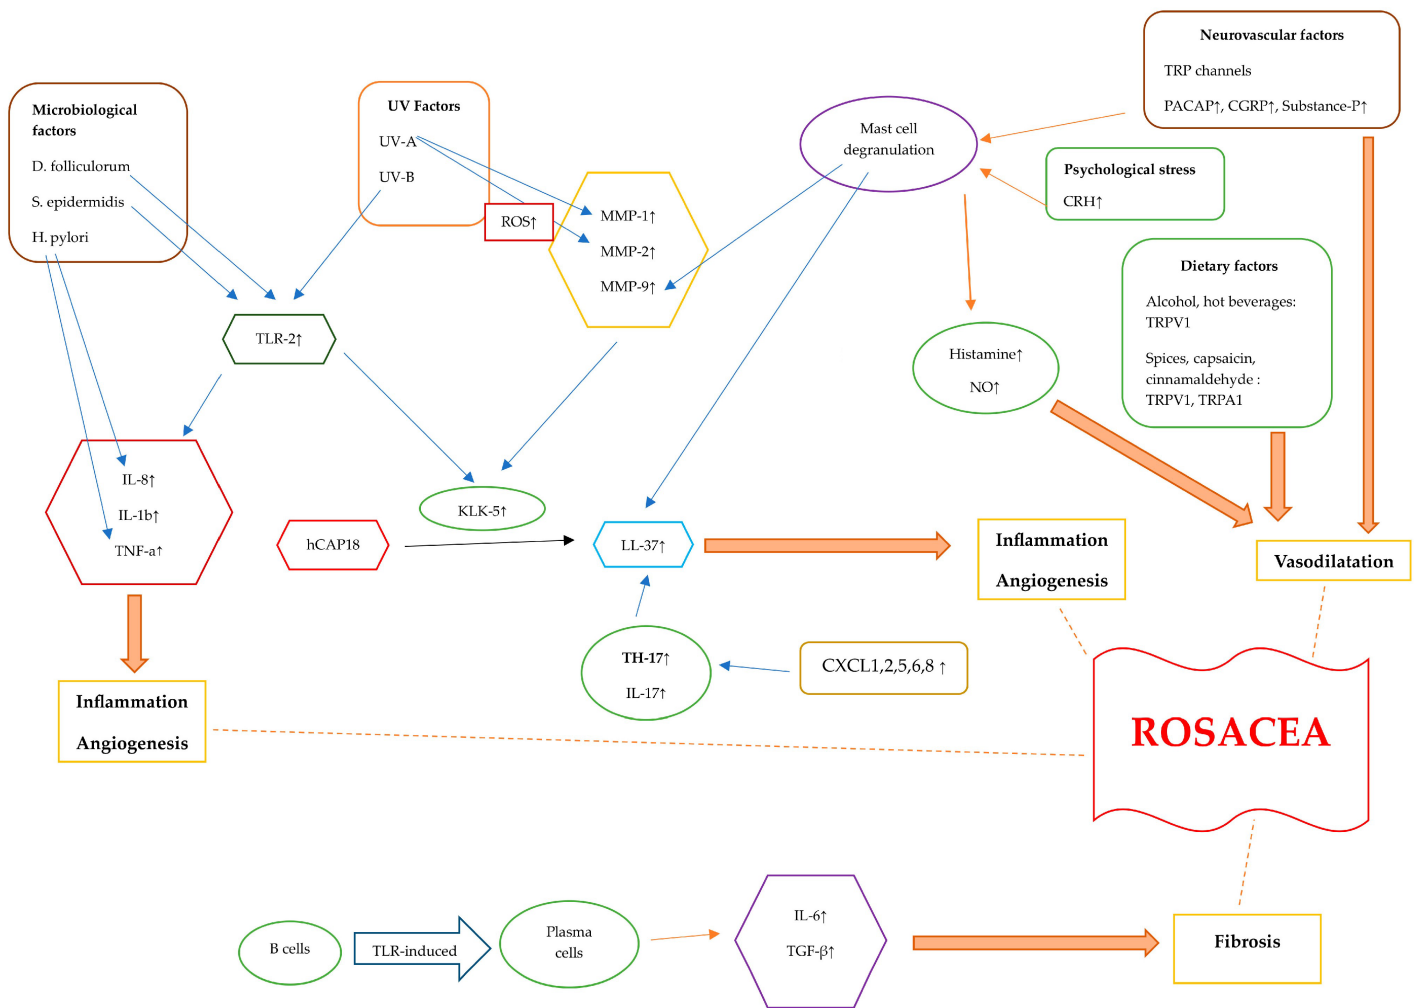 Neurovascular factors
TRP channels
PACAP↑, CGRP↑, Substance-P↑
Microbiological
factors
D. folliculorum
S. epidermidis
H. pylori
UV Factors
UV-A
UV-B
ROS↑
MMP-1↑
MMP-2↑
MMP-9↑
Mast cell
degranulation
Psychological stress
CRH↑
Dietary factors
Alcohol, hot beverages:
TRPV1
Spices, capsaicin,
cinnamaldehyde :
TRPV1, TRPA1
TLR-2↑
Histamine↑
NO↑
IL-8↑
IL-1b↑
TNF-a↑
KLK-5↑
hCAP18
LL-37↑
Inflammation
Angiogenesis
Vasodilatation
TH-17↑
IL-17↑
CXCL1,2,5,6,8 ↑
Inflammation
Angiogenesis
ROSACEA
B cells
TLR-induced
Plasma
cells
IL-6↑
TGF-β↑
Fibrosis